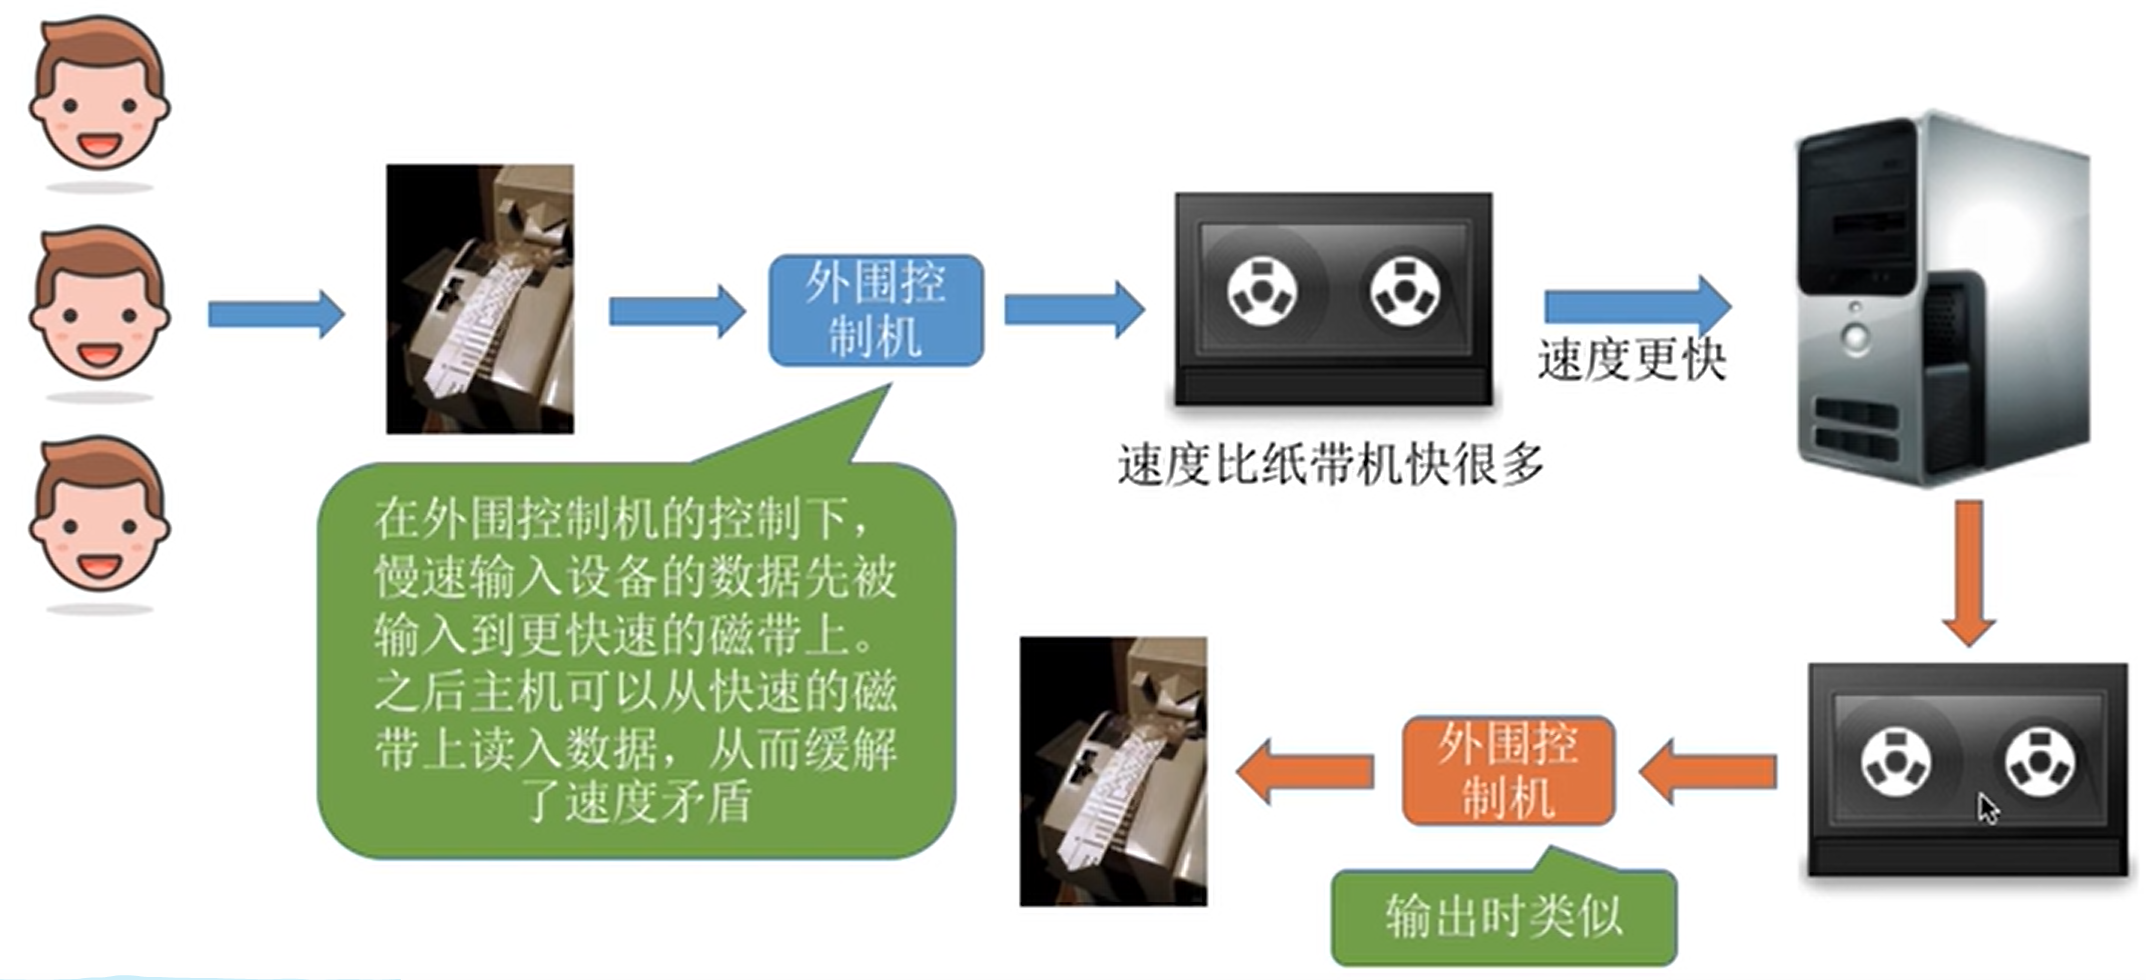 外围控
制机
速度更快
速度比纸带机快很多
在外围控制机的控制下，
慢速输入设备的数据先被
输入到更快速的磁带上。
之后主机可以从快速的磁
带上读入数据，从而缓解
了速度矛盾
外围控
制机
输出时类似